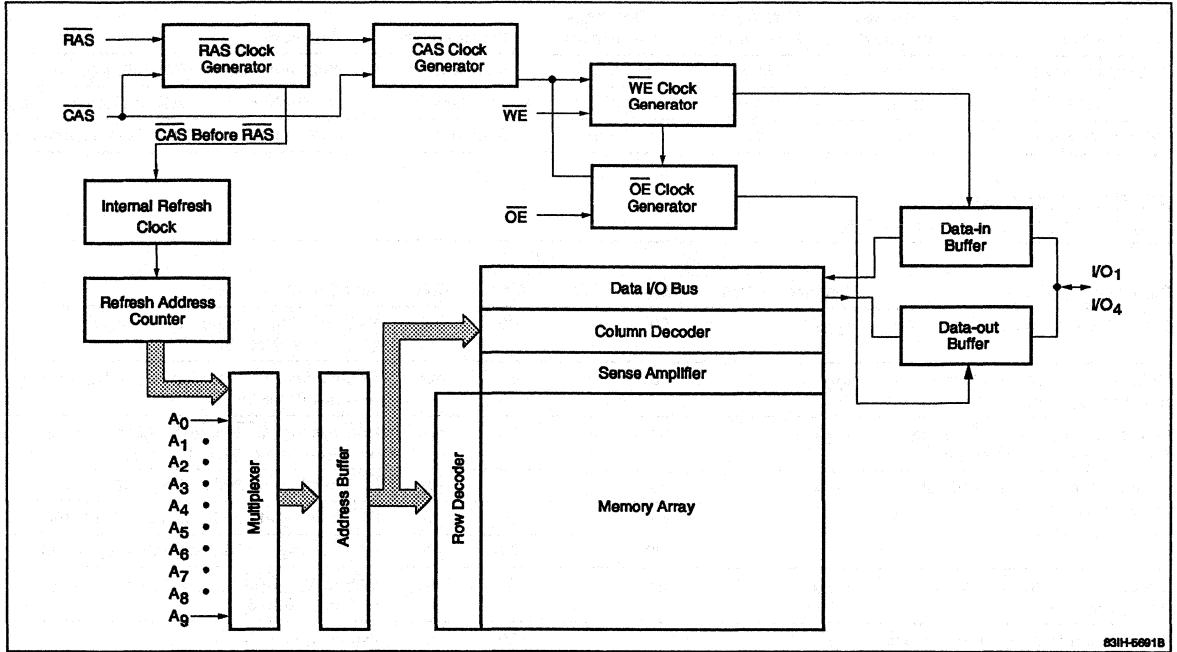 RAS
RAS Clock
Generator
CAS Clock
Generator
CAS
CAS Before RAS
WE Clock
Generator
WE
OE Clock
Generator
OE
Internal Refresh
Clock
Refresh Address
Counter
Data-in
Buffer
I/O1
I/O4
Data-out
Buffer
Data I/O Bus
Column Decoder
Sense Amplifier
A0
A1
A2
A3
A4
A5
A6
A7
A8
A9
Multiplexer
Address Buffer
Row Decoder
Memory Array
83IH-5691B